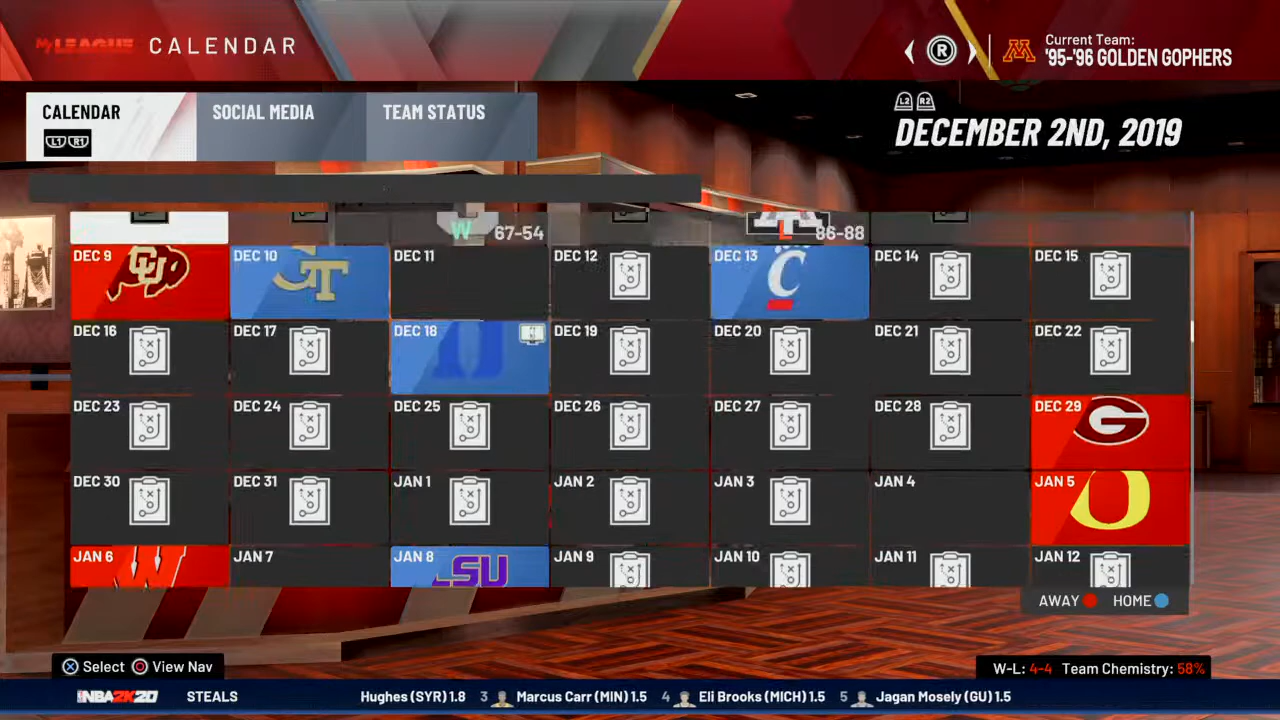 MyLEAGUE CALENDAR
R
Current Team:
'95-'96 GOLDEN GOPHERS
CALENDAR SOCIAL MEDIA TEAM STATUS
L1 R1
L2 R2
DECEMBER 2ND, 2019
W 67-54 L 86-88
DEC 9 CU DEC 10 GT DEC 11 DEC 12 DEC 13 C DEC 14 DEC 15
DEC 16 DEC 17 DEC 18 D DEC 19 DEC 20 DEC 21 DEC 22
DEC 23 DEC 24 DEC 25 DEC 26 DEC 27 DEC 28 DEC 29 G
DEC 30 DEC 31 JAN 1 JAN 2 JAN 3 JAN 4 JAN 5 O
JAN 6 W JAN 7 JAN 8 LSU JAN 9 JAN 10 JAN 11 JAN 12
AWAY HOME
Select View Nav
W-L: 4-4 Team Chemistry: 58%
NBA2K20 STEALS Hughes (SYR) 1.8 3 Marcus Carr (MIN) 1.5 4 Eli Brooks (MICH) 1.5 5 Jagan Mosely (GU) 1.5